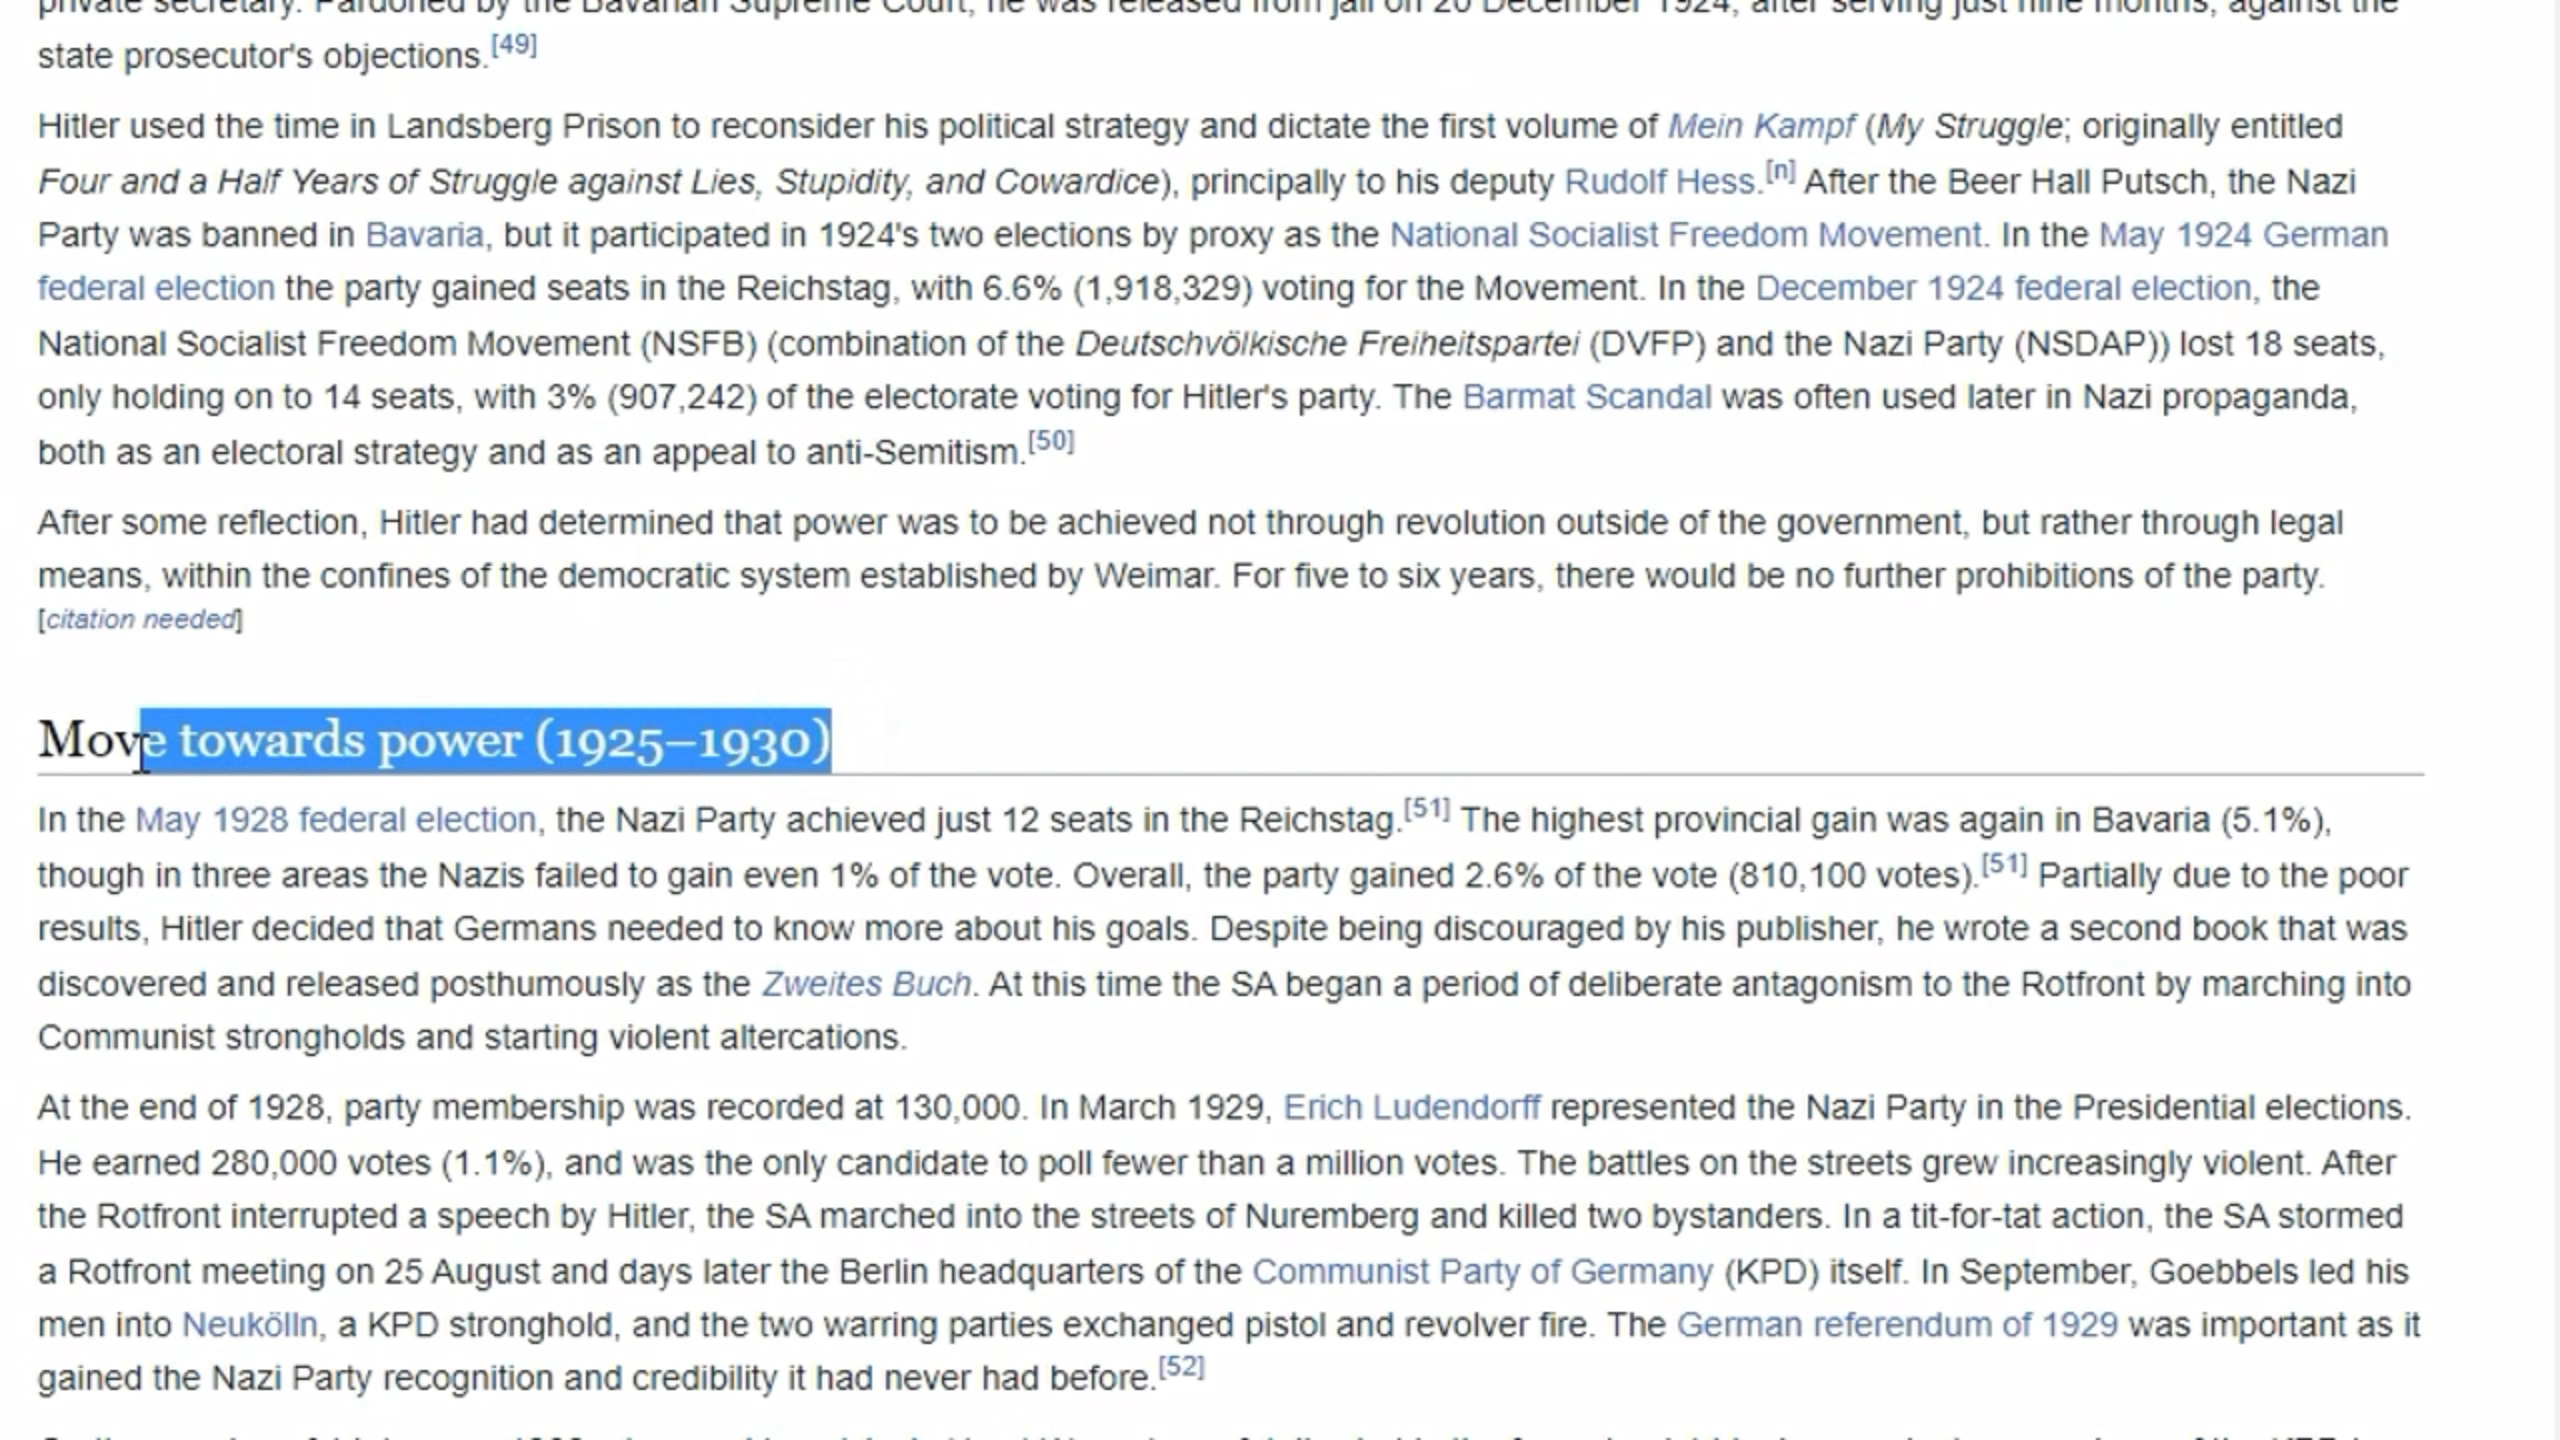 private secretary. Pardoned by the Bavarian Supreme Court, he was released from jail on 20 December 1924, after serving just nine months, against the
state prosecutor's objections.[49]
Hitler used the time in Landsberg Prison to reconsider his political strategy and dictate the first volume of Mein Kampf (My Struggle; originally entitled
Four and a Half Years of Struggle against Lies, Stupidity, and Cowardice), principally to his deputy Rudolf Hess.[n] After the Beer Hall Putsch, the Nazi
Party was banned in Bavaria, but it participated in 1924's two elections by proxy as the National Socialist Freedom Movement. In the May 1924 German
federal election the party gained seats in the Reichstag, with 6.6% (1,918,329) voting for the Movement. In the December 1924 federal election, the
National Socialist Freedom Movement (NSFB) (combination of the Deutschvölkische Freiheitspartei (DVFP) and the Nazi Party (NSDAP)) lost 18 seats,
only holding on to 14 seats, with 3% (907,242) of the electorate voting for Hitler's party. The Barmat Scandal was often used later in Nazi propaganda,
both as an electoral strategy and as an appeal to anti-Semitism.[50]
After some reflection, Hitler had determined that power was to be achieved not through revolution outside of the government, but rather through legal
means, within the confines of the democratic system established by Weimar. For five to six years, there would be no further prohibitions of the party.
[citation needed]
Move towards power (1925–1930)
In the May 1928 federal election, the Nazi Party achieved just 12 seats in the Reichstag.[51] The highest provincial gain was again in Bavaria (5.1%),
though in three areas the Nazis failed to gain even 1% of the vote. Overall, the party gained 2.6% of the vote (810,100 votes).[51] Partially due to the poor
results, Hitler decided that Germans needed to know more about his goals. Despite being discouraged by his publisher, he wrote a second book that was
discovered and released posthumously as the Zweites Buch. At this time the SA began a period of deliberate antagonism to the Rotfront by marching into
Communist strongholds and starting violent altercations.
At the end of 1928, party membership was recorded at 130,000. In March 1929, Erich Ludendorff represented the Nazi Party in the Presidential elections.
He earned 280,000 votes (1.1%), and was the only candidate to poll fewer than a million votes. The battles on the streets grew increasingly violent. After
the Rotfront interrupted a speech by Hitler, the SA marched into the streets of Nuremberg and killed two bystanders. In a tit-for-tat action, the SA stormed
a Rotfront meeting on 25 August and days later the Berlin headquarters of the Communist Party of Germany (KPD) itself. In September, Goebbels led his
men into Neukölln, a KPD stronghold, and the two warring parties exchanged pistol and revolver fire. The German referendum of 1929 was important as it
gained the Nazi Party recognition and credibility it had never had before.[52]